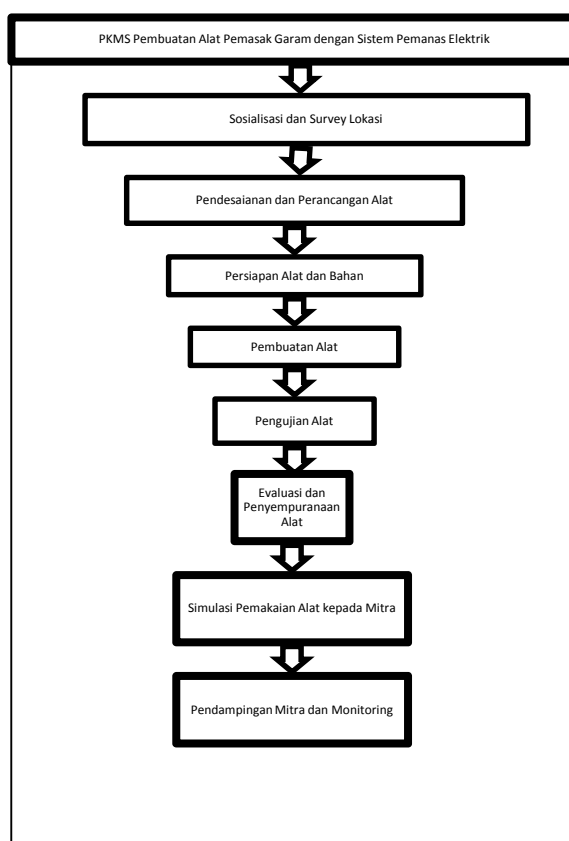 PKMS Pembuatan Alat Pemasak Garam dengan Sistem Pemanas Elektrik
Sosialisasi dan Survey Lokasi
Pendesaianan dan Perancangan Alat
Persiapan Alat dan Bahan
Pembuatan Alat
Pengujian Alat
Evaluasi dan
Penyempuranaan
Alat
Simulasi Pemakaian Alat kepada Mitra
Pendampingan Mitra dan Monitoring